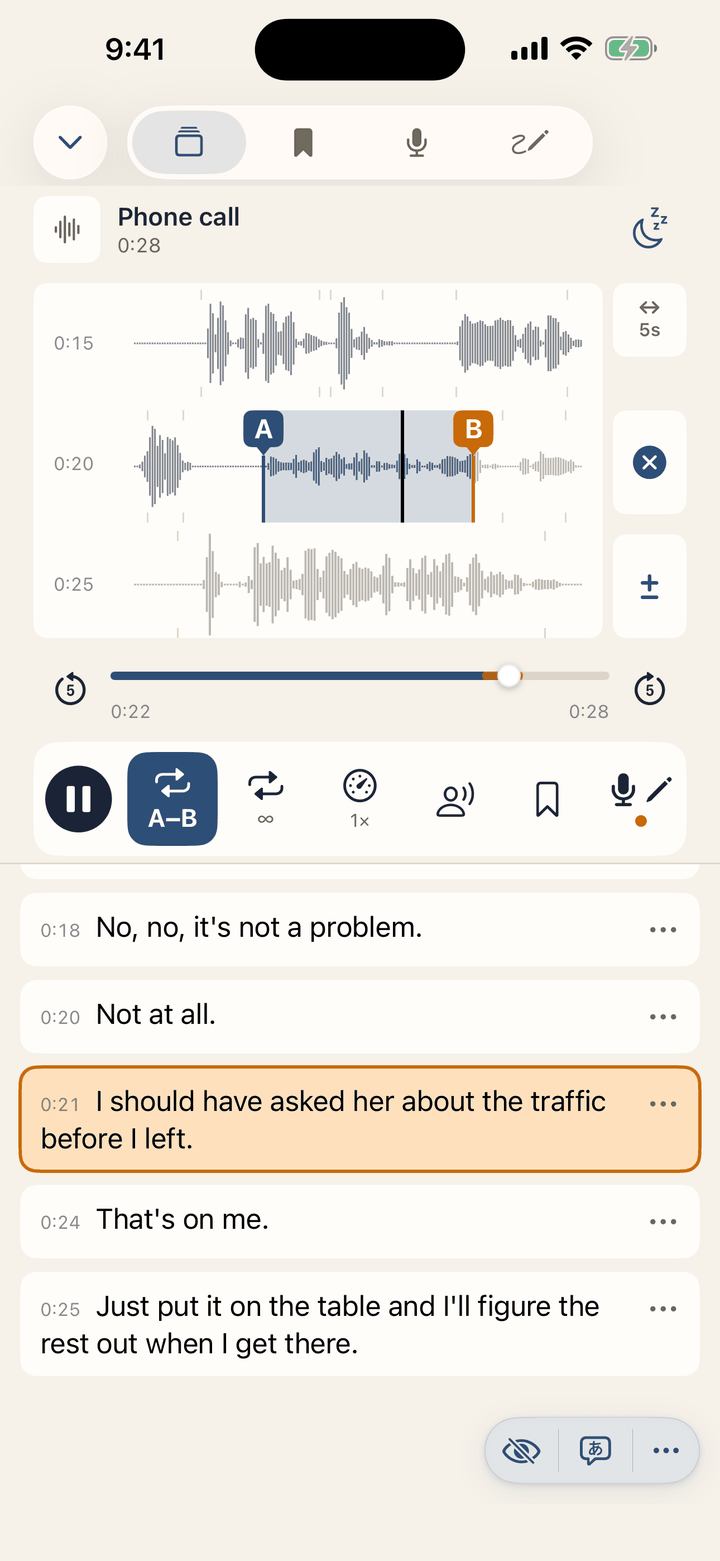 9:41
Phone call
0:28
zzz
0:15
5s
A
B
0:20
0:25
±
5
5
0:22
0:28
A–B
∞
1×
0:18 No, no, it's not a problem.
0:20 Not at all.
0:21 I should have asked her about the traffic
before I left.
0:24 That's on me.
0:25 Just put it on the table and I'll figure the
rest out when I get there.
あ